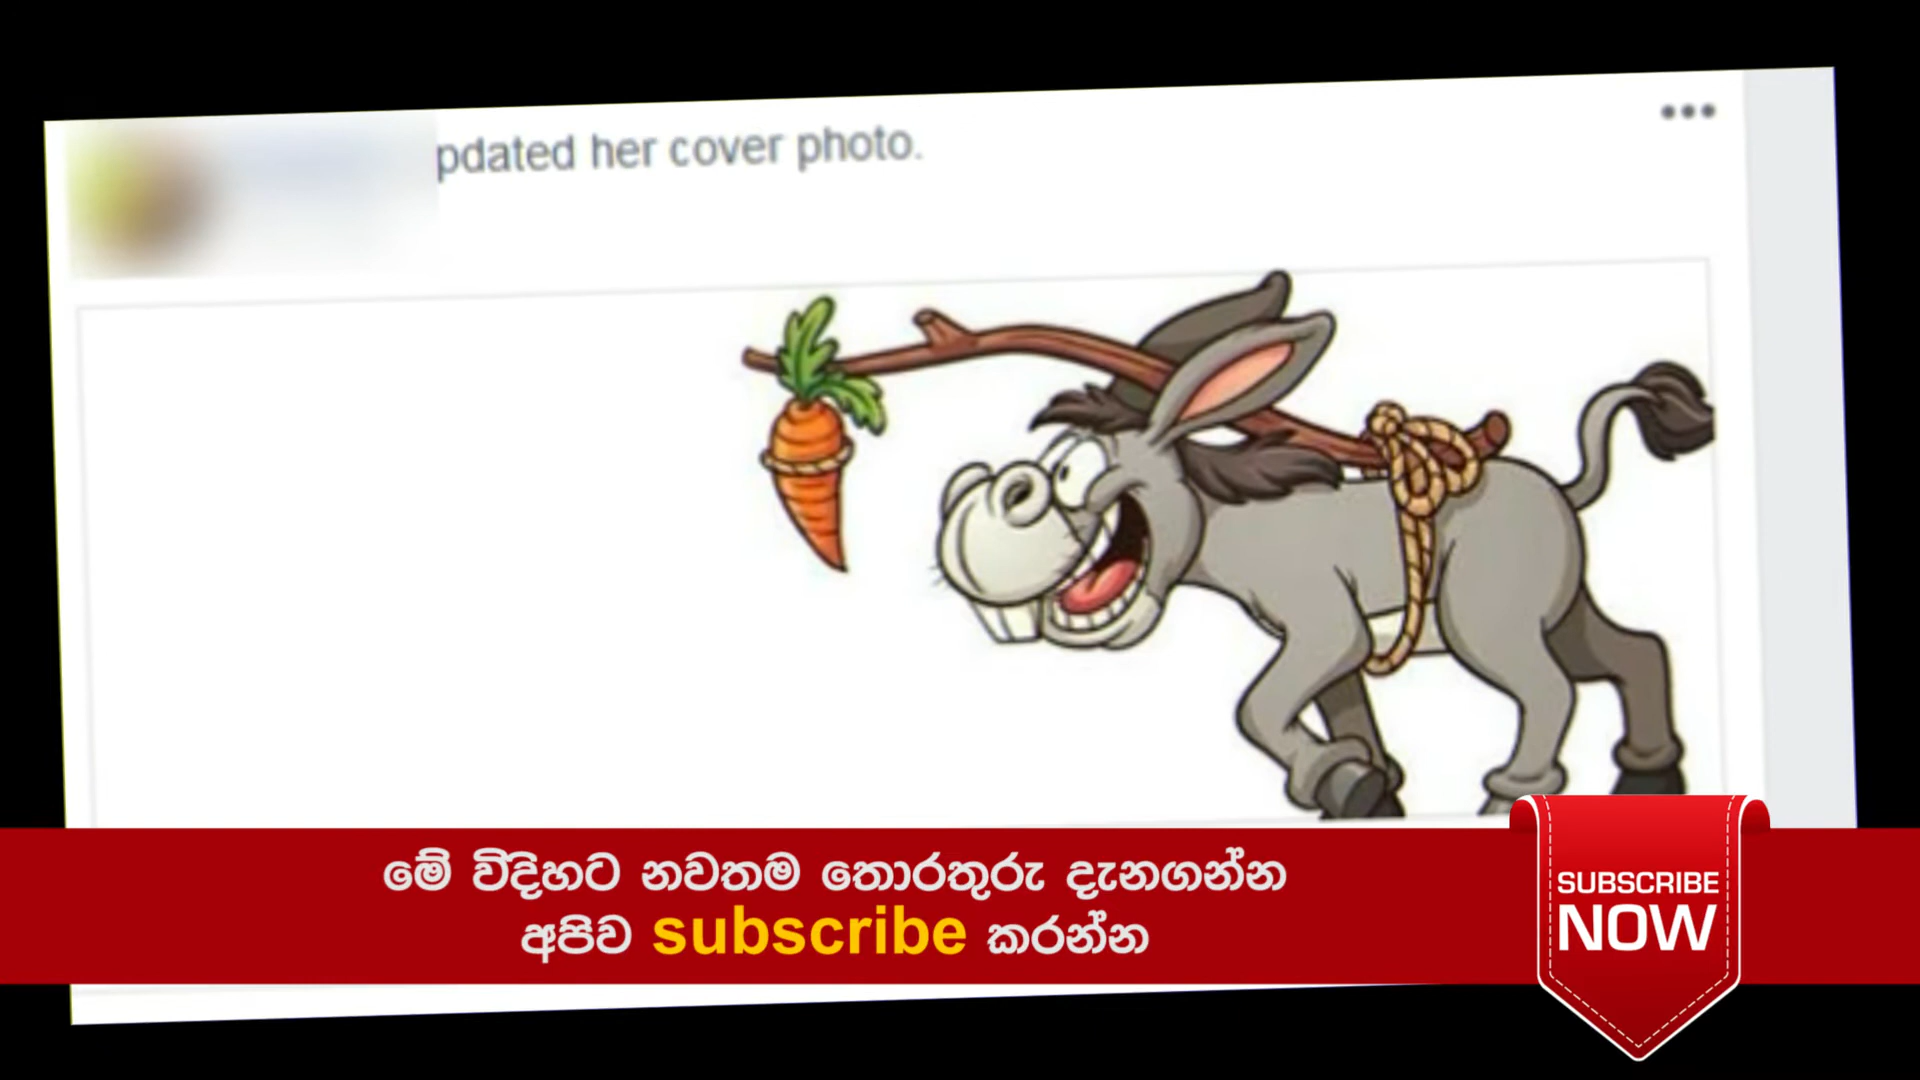 pdated her cover photo.
මේ විදිහට නවතම තොරතුරු දැනගන්න
අපිව subscribe කරන්න
SUBSCRIBE
NOW